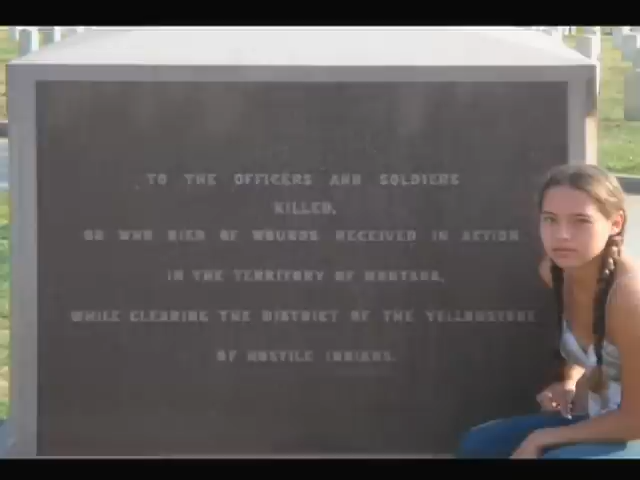 TO THE OFFICERS AND SOLDIERS
KILLED,
OR WHO DIED OF WOUNDS RECEIVED IN ACTION
IN THE TERRITORY OF MONTANA,
WHILE CLEARING THE DISTRICT OF THE YELLOWSTONE
OF HOSTILE INDIANS.